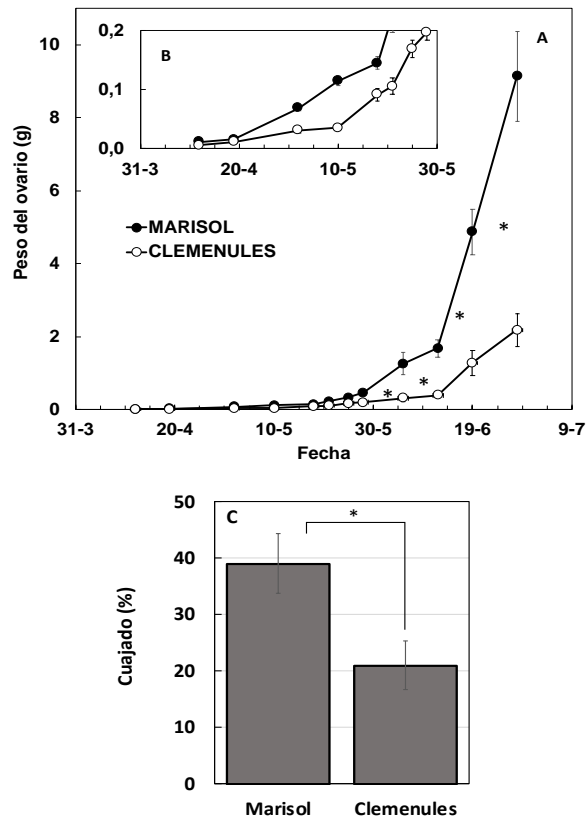 A
10
8
6
4
2
0
Peso del ovario (g)
B
0,2
0,1
0,0
31-3 20-4 10-5 30-5
MARISOL
CLEMENULES
*
*
*
*
31-3 20-4 10-5 30-5 19-6 9-7
Fecha
C
50
40
30
20
10
0
Cuajado (%)
*
Marisol Clemenules